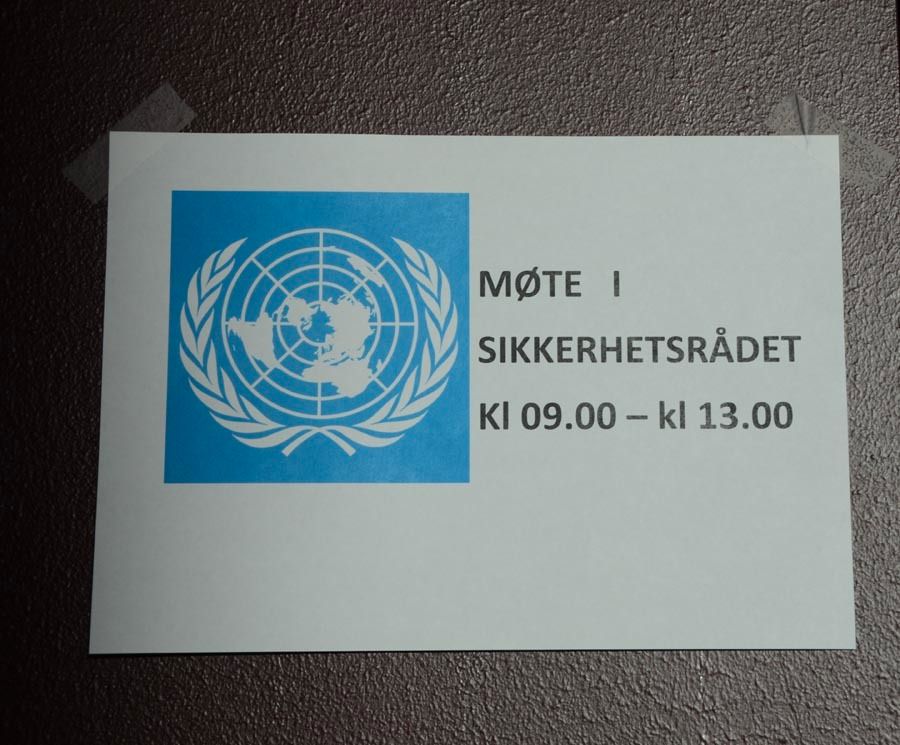 MØTE I
SIKKERHETSRÅDET
Kl 09.00 – kl 13.00